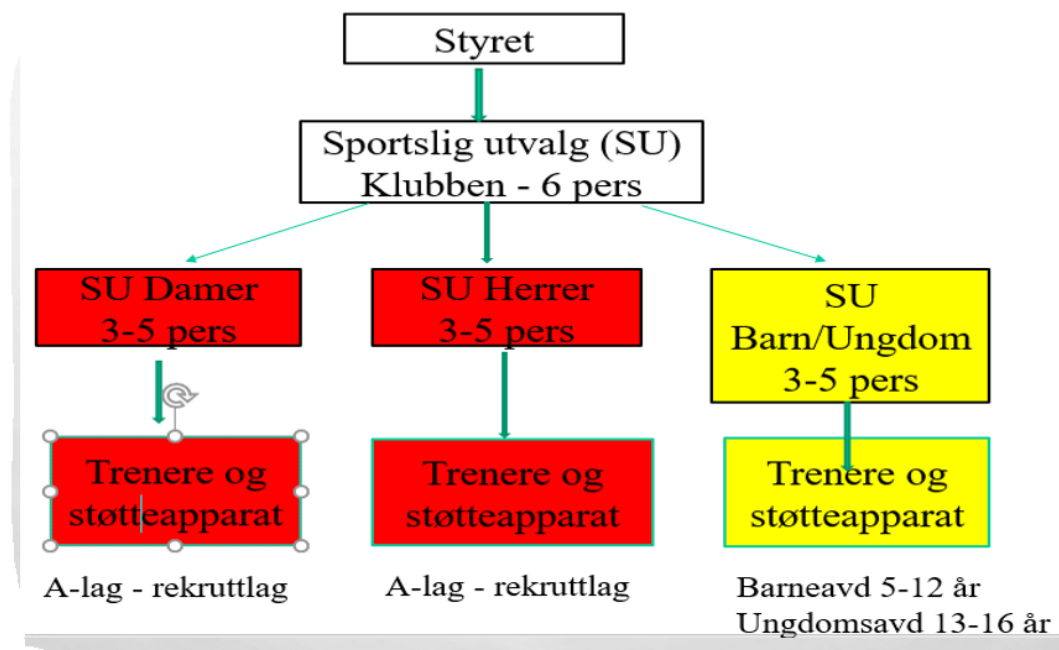 Styret
Sportslig utvalg (SU)
Klubben - 6 pers
SU Damer
3-5 pers
SU Herrer
3-5 pers
SU
Barn/Ungdom
3-5 pers
Trenere og
støtteapparat
Trenere og
støtteapparat
Trenere og
støtteapparat
A-lag - rekruttlag
A-lag - rekruttlag
Barneavd 5-12 år
Ungdomsavd 13-16 år